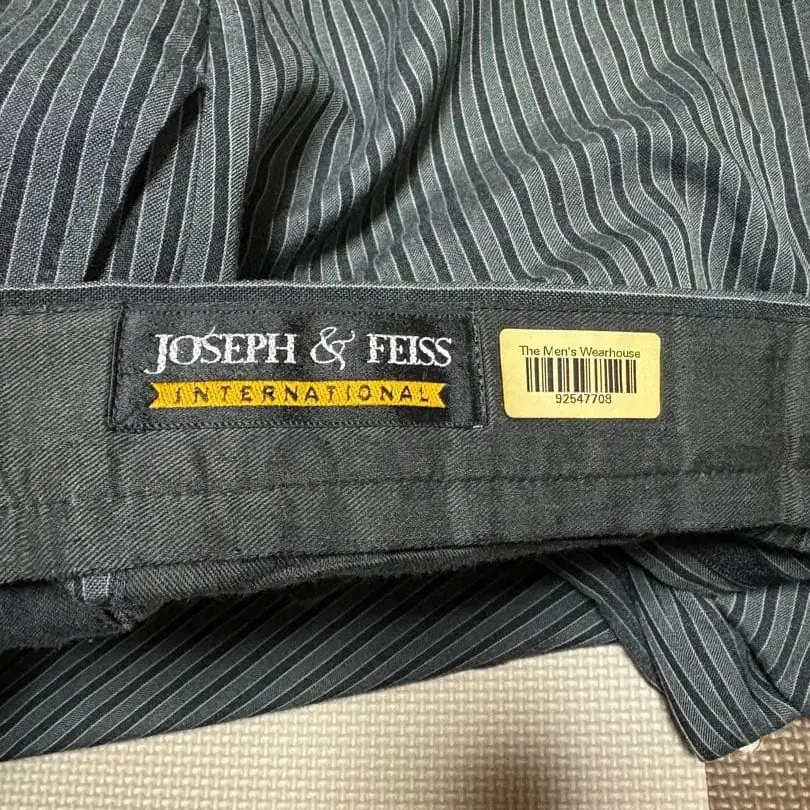 JOSEPH & FEISS
INTERNATIONAL
The Men's Wearhouse
92547708